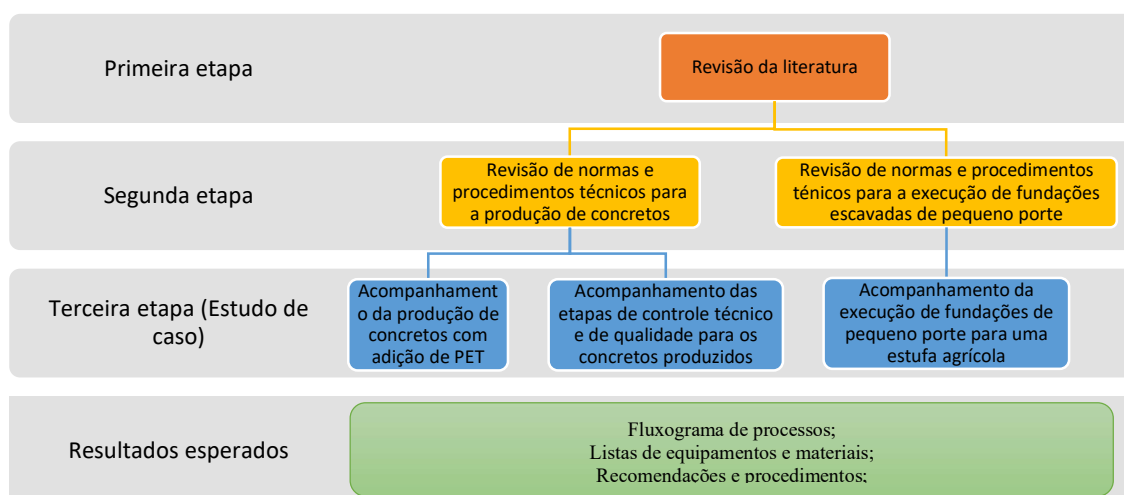 Primeira etapa
Revisão da literatura
Segunda etapa
Revisão de normas e
procedimentos técnicos para
a produção de concretos
Revisão de normas e procedimentos
ténicos para a execução de fundações
escavadas de pequeno porte
Terceira etapa (Estudo de
caso)
Acompanhament
o da produção de
concretos com
adição de PET
Acompanhamento das
etapas de controle técnico
e de qualidade para os
concretos produzidos
Acompanhamento da
execução de fundações de
pequeno porte para uma
estufa agrícola
Resultados esperados
Fluxograma de processos;
Listas de equipamentos e materiais;
Recomendações e procedimentos;